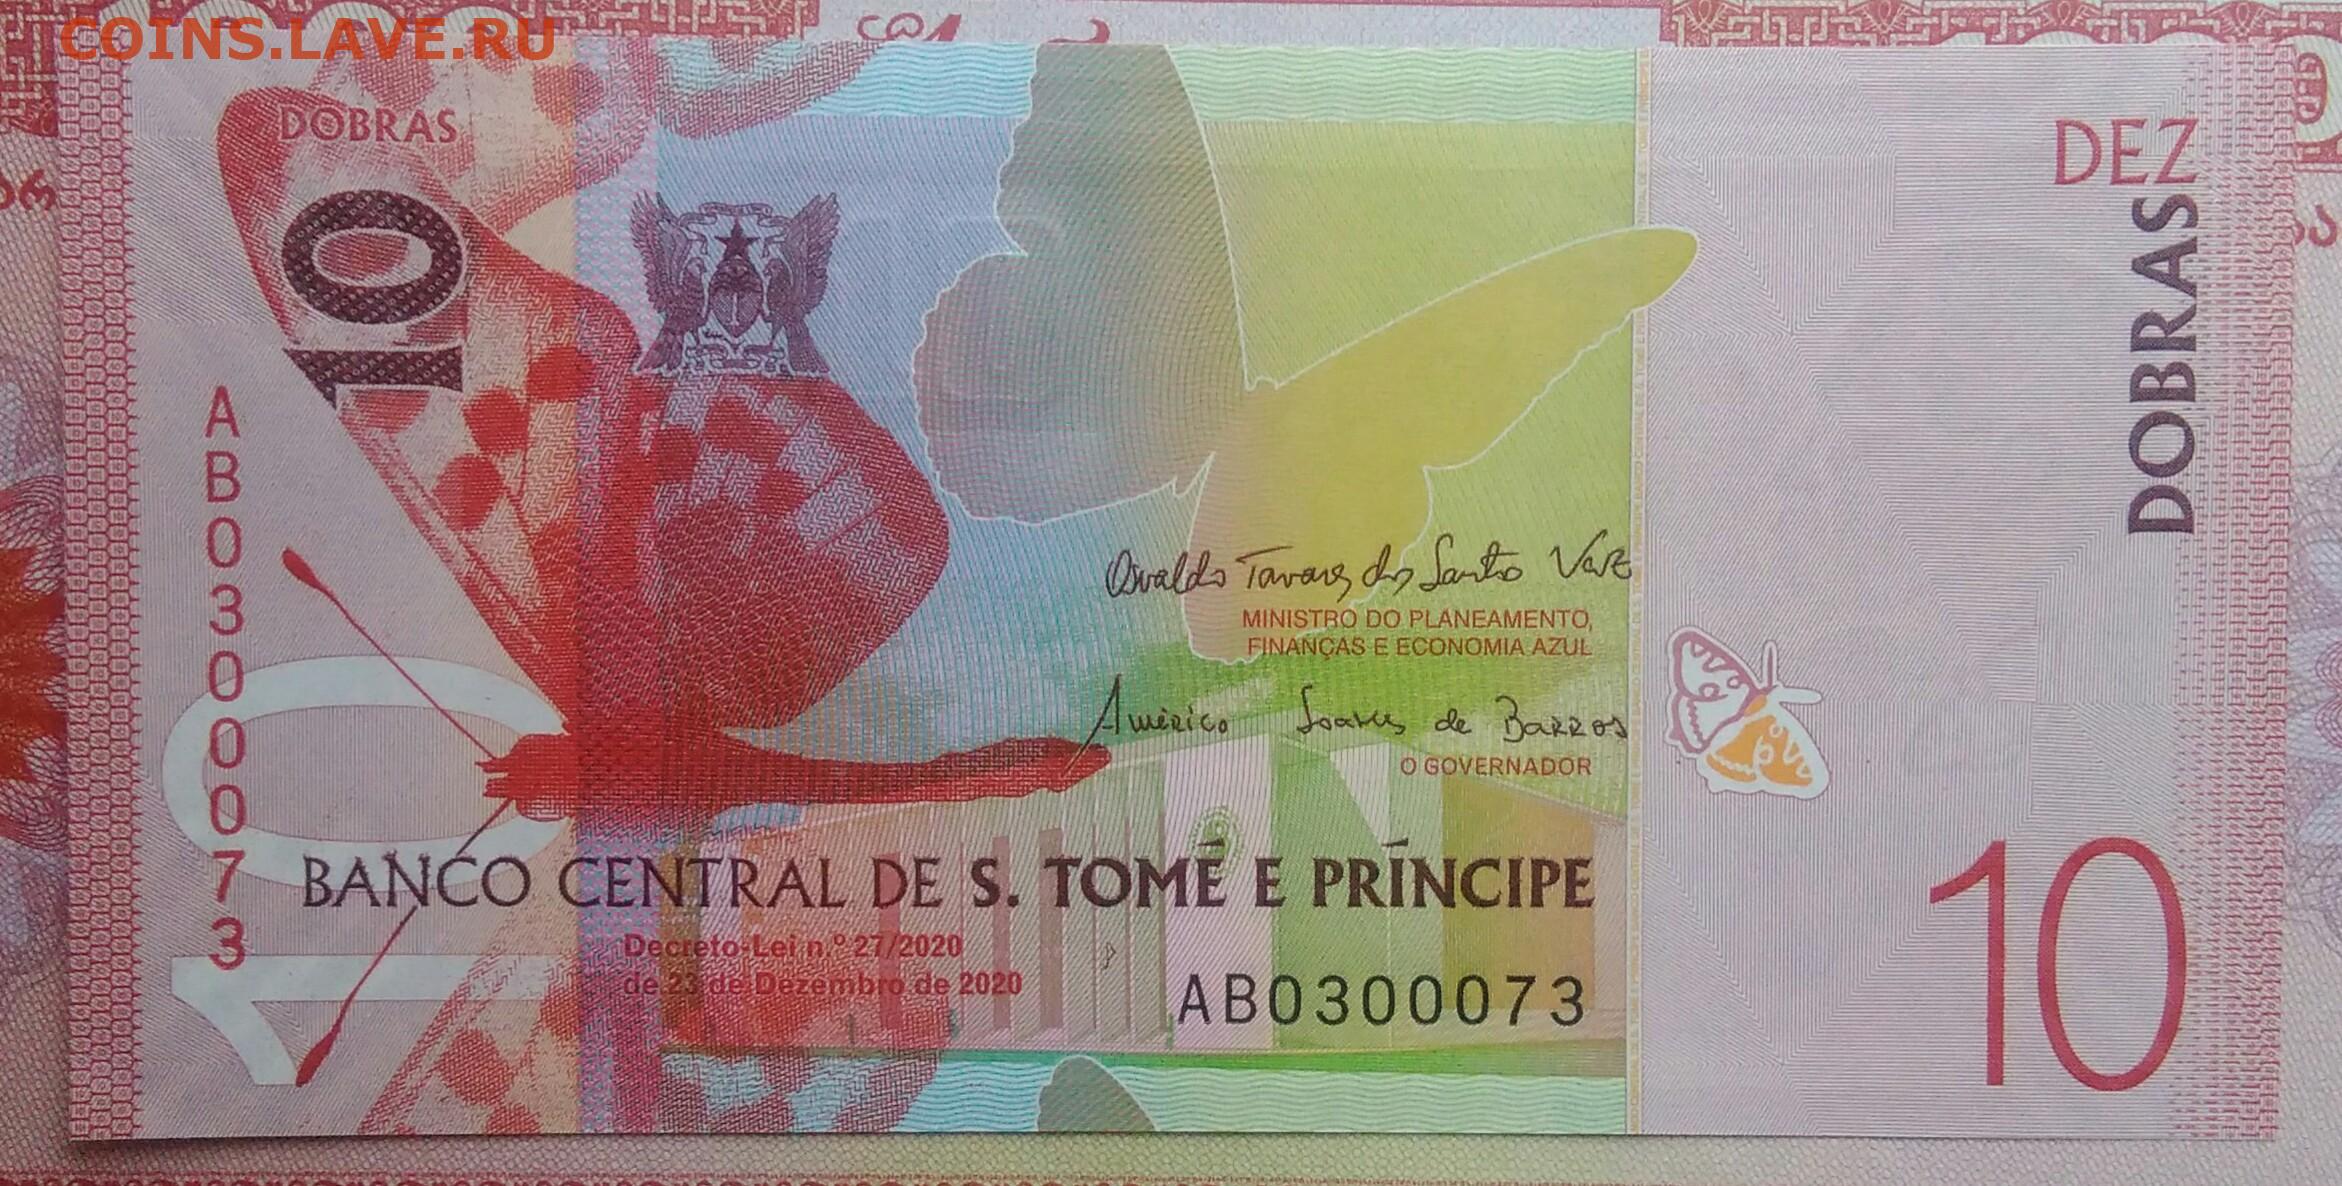 COINS.LAVE.RU
DOBRAS
10
AB0300073
10
DEZ
DOBRAS
Osvaldo Tavares dos Santos Vaz
MINISTRO DO PLANEAMENTO,
FINANÇAS E ECONOMIA AZUL
Américo Soares de Barros
O GOVERNADOR
BANCO CENTRAL DE S. TOMÉ E PRÍNCIPE
Decreto-Lei n.º 27/2020
de 23 de Dezembro de 2020
AB0300073
10